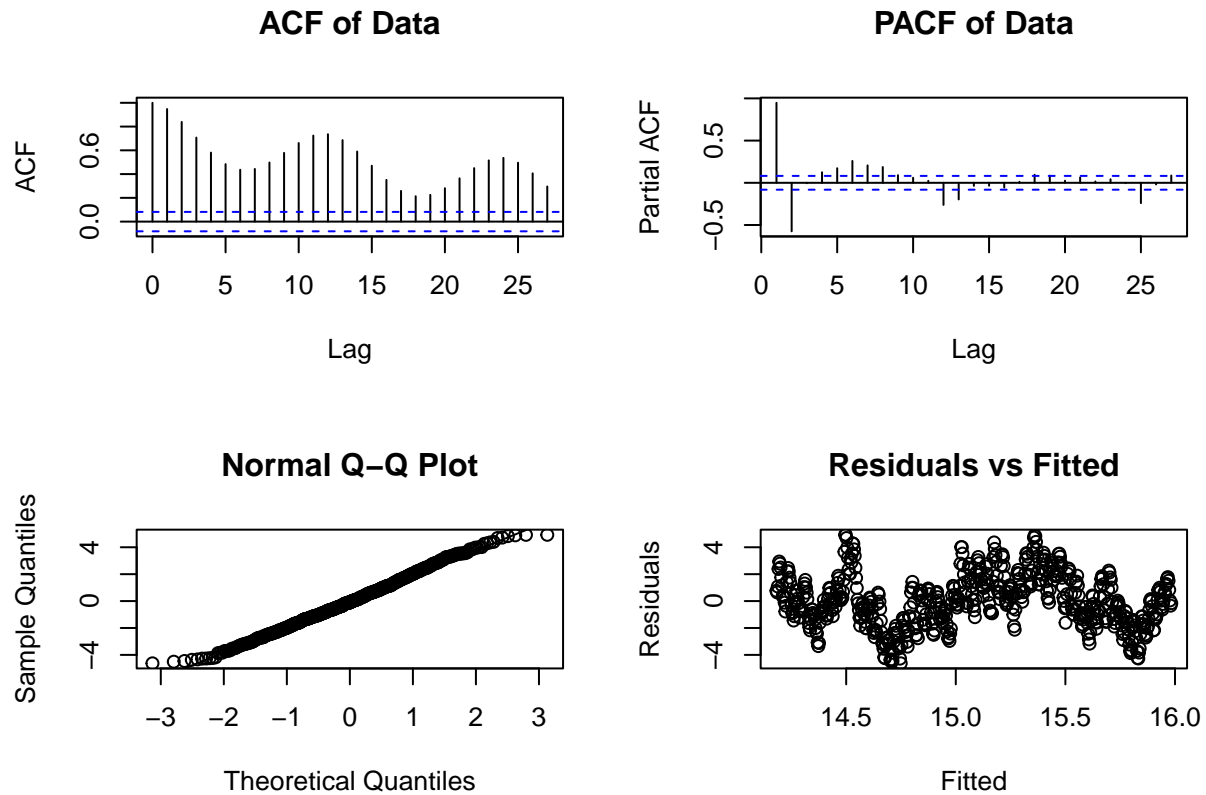 ACF of Data
ACF
0.0
0.6
0 5 10 15 20 25
Lag
PACF of Data
Partial ACF
−0.5
0.5
0 5 10 15 20 25
Lag
Normal Q−Q Plot
Sample Quantiles
−4
0
4
−3 −2 −1 0 1 2 3
Theoretical Quantiles
Residuals vs Fitted
Residuals
−4
0
4
14.5 15.0 15.5 16.0
Fitted